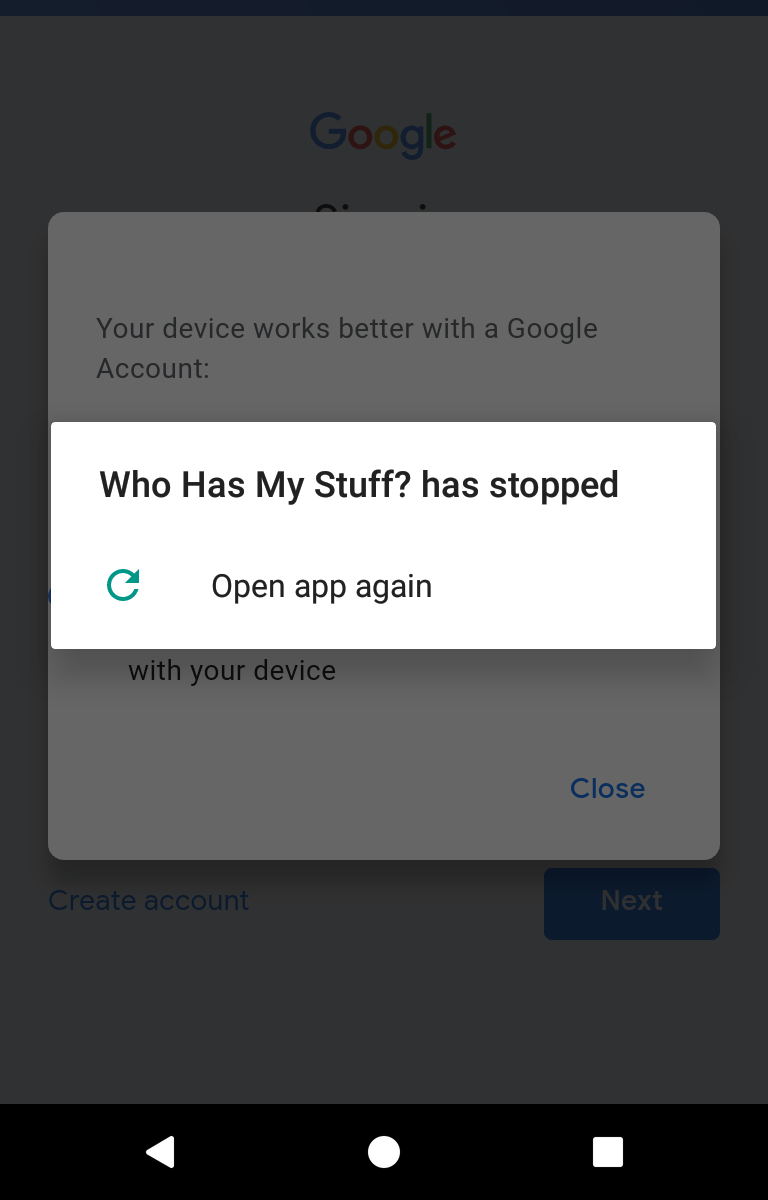 Google
Your device works better with a Google
Account:
Who Has My Stuff? has stopped
Open app again
with your device
Close
Create account
Next